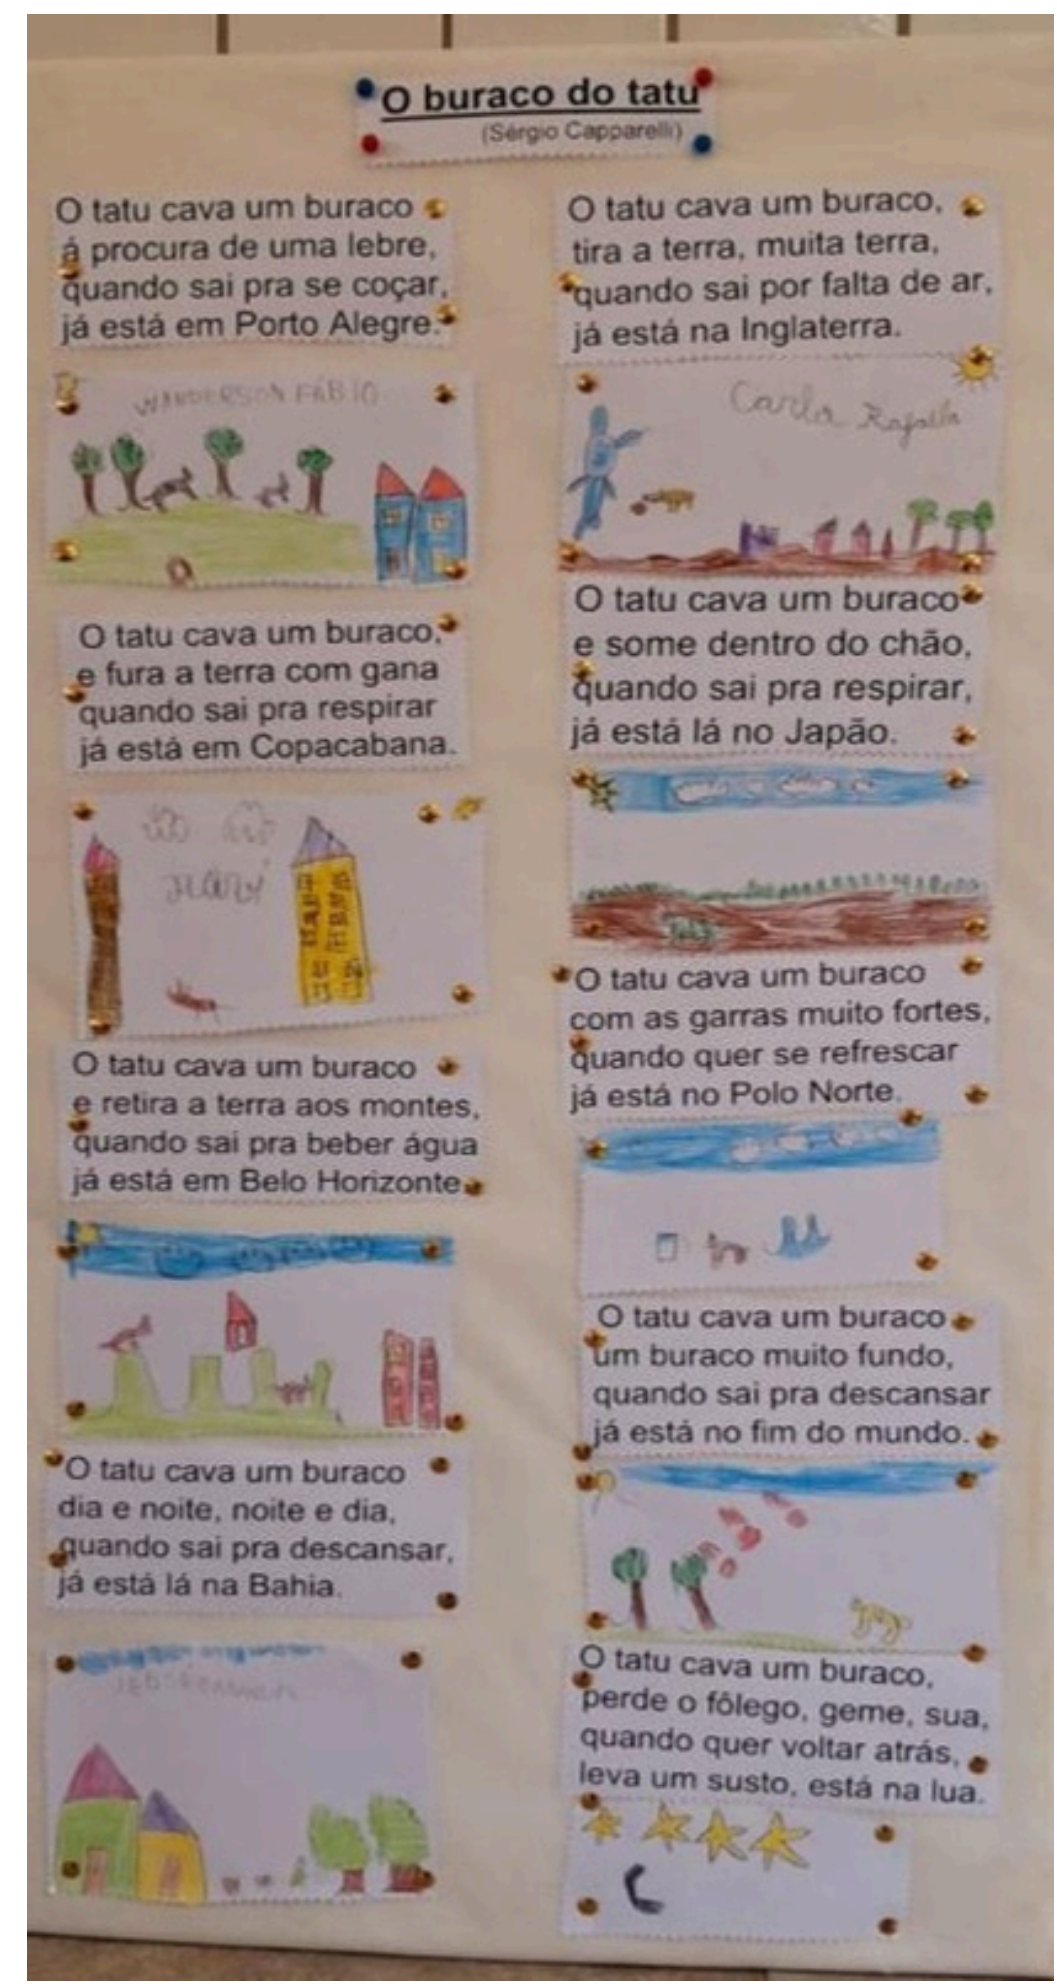 O buraco do tatu
(Sérgio Capparelli)
O tatu cava um buraco
á procura de uma lebre,
quando sai pra se coçar,
já está em Porto Alegre.
WANDERSON FÁBIO
O tatu cava um buraco,
e fura a terra com gana
quando sai pra respirar
já está em Copacabana.
O tatu cava um buraco
e retira a terra aos montes,
quando sai pra beber água
já está em Belo Horizonte
O tatu cava um buraco
dia e noite, noite e dia,
quando sai pra descansar,
já está lá na Bahia.
O tatu cava um buraco,
tira a terra, muita terra,
quando sai por falta de ar,
já está na Inglaterra.
Carla Rafaella
O tatu cava um buraco
e some dentro do chão,
quando sai pra respirar,
já está lá no Japão.
O tatu cava um buraco
com as garras muito fortes,
quando quer se refrescar
já está no Polo Norte.
O tatu cava um buraco
um buraco muito fundo,
quando sai pra descansar
já está no fim do mundo.
O tatu cava um buraco,
perde o fôlego, geme, sua,
quando quer voltar atrás,
leva um susto, está na lua.